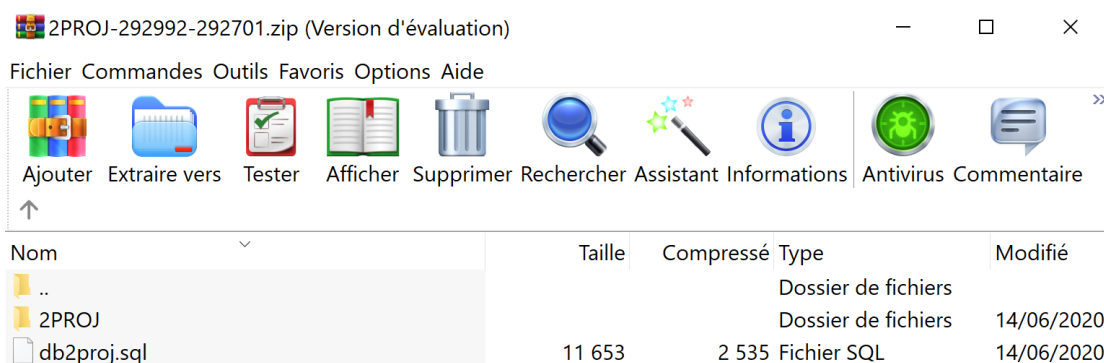 2PROJ-292992-292701.zip (Version d'évaluation)
Fichier Commandes Outils Favoris Options Aide
Ajouter Extraire vers Tester Afficher Supprimer Rechercher Assistant Informations Antivirus Commentaire
Nom Taille Compressé Type Modifié
.. Dossier de fichiers
2PROJ Dossier de fichiers 14/06/2020
db2proj.sql 11 653 2 535 Fichier SQL 14/06/2020